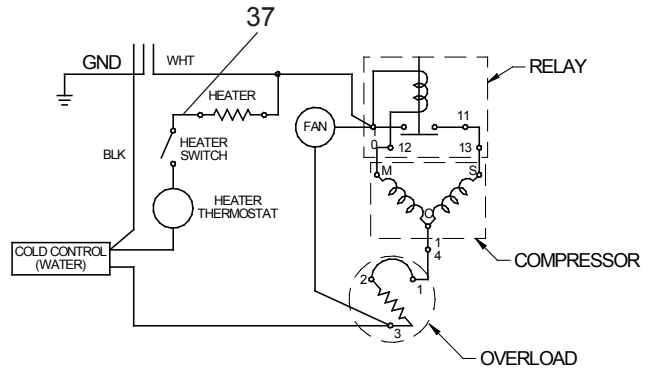 37
GND
WHT
RELAY
HEATER
FAN
11
0
12
13
BLK
HEATER
SWITCH
M
S
HEATER
THERMOSTAT
C
1
4
COLD CONTROL
(WATER)
COMPRESSOR
2
1
3
OVERLOAD